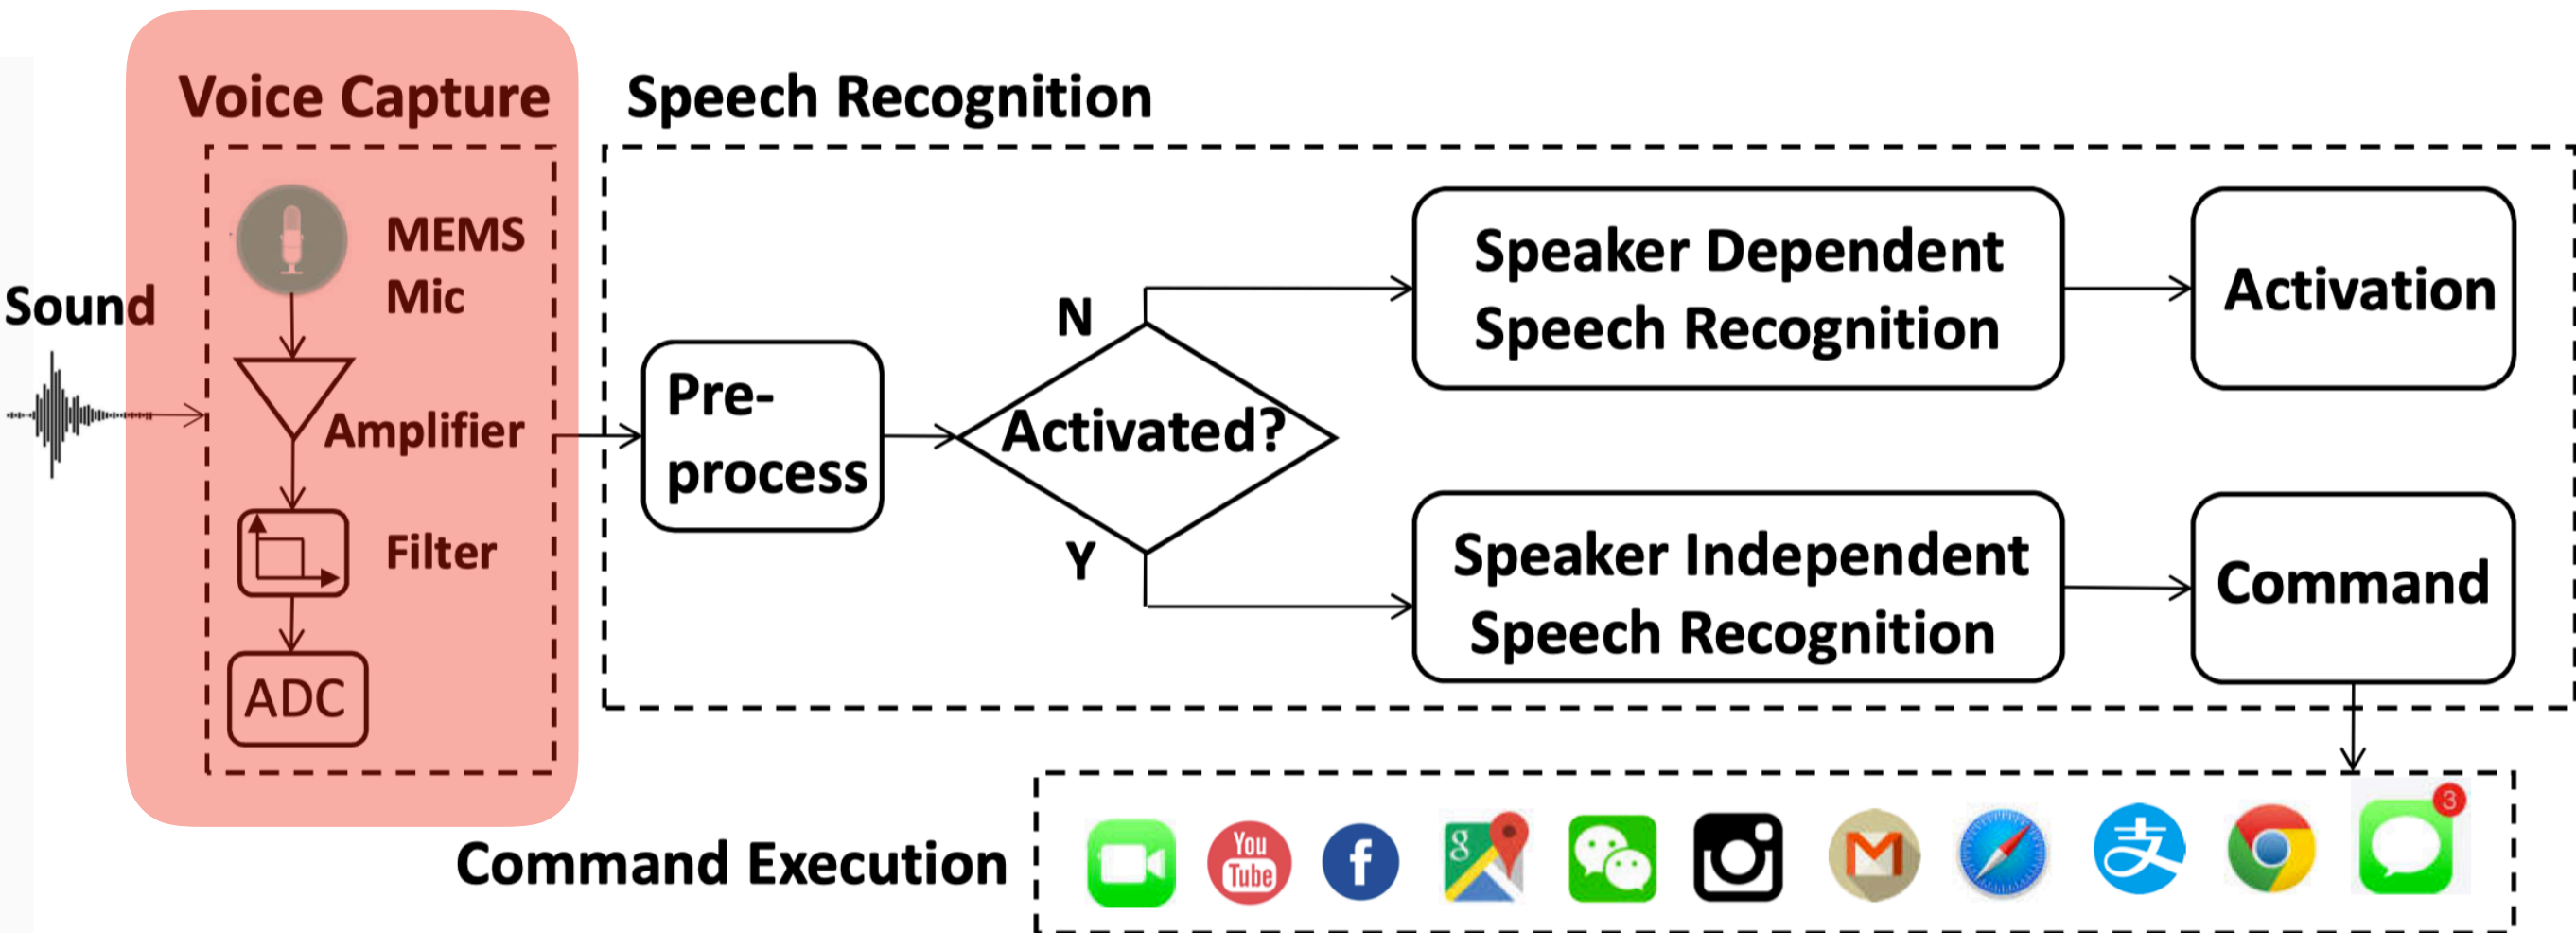 Voice Capture
Speech Recognition
Sound
MEMS
Mic
Amplifier
Filter
ADC
Pre-
process
Activated?
N
Y
Speaker Dependent
Speech Recognition
Activation
Speaker Independent
Speech Recognition
Command
Command Execution
You
Tube
f
g
M
支
3